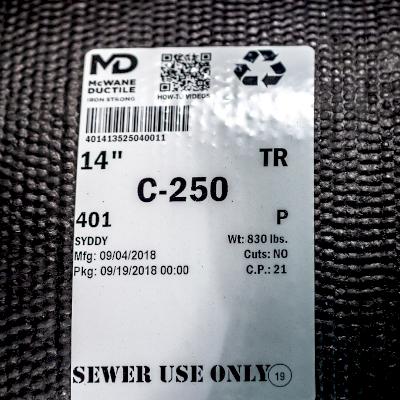 MD
McWANE
DUCTILE
IRON STRONG
HOW-TO VIDEOS
401413525040011
14" TR
C-250
401 P
SYDDY Wt: 830 lbs.
Mfg: 09/04/2018 Cuts: NO
Pkg: 09/19/2018 00:00 C.P.: 21
SEWER USE ONLY 19